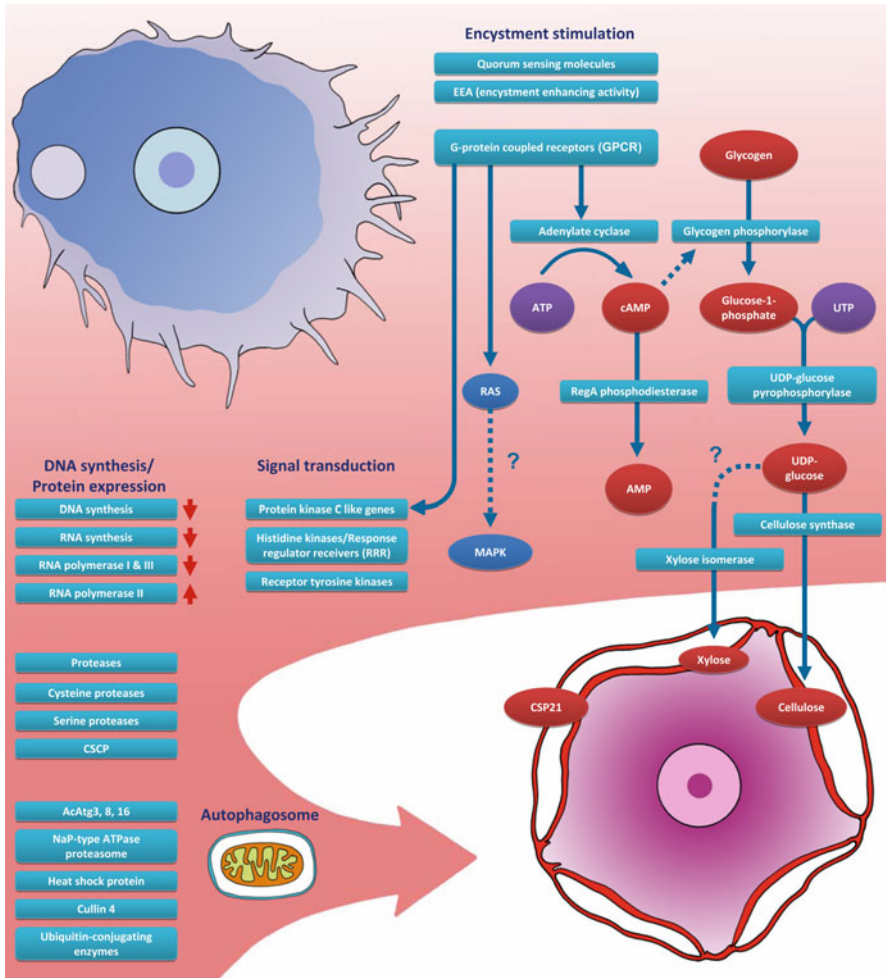 Encystment stimulation
Quorum sensing molecules
EEA (encystment enhancing activity)
G-protein coupled receptors (GPCR)
Glycogen
Adenylate cyclase
Glycogen phosphorylase
ATP
cAMP
Glucose-1-
phosphate
UTP
RAS
RegA phosphodiesterase
UDP-glucose
pyrophosphorylase
?
AMP
?
UDP-
glucose
MAPK
Cellulose synthase
Xylose isomerase
DNA synthesis/
Protein expression
DNA synthesis
RNA synthesis
RNA polymerase I & III
RNA polymerase II
Signal transduction
Protein kinase C like genes
Histidine kinases/Response
regulator receivers (RRR)
Receptor tyrosine kinases
Proteases
Cysteine proteases
Serine proteases
CSCP
Xylose
CSP21
Cellulose
AcAtg3, 8, 16
NaP-type ATPase
proteasome
Heat shock protein
Cullin 4
Ubiquitin-conjugating
enzymes
Autophagosome